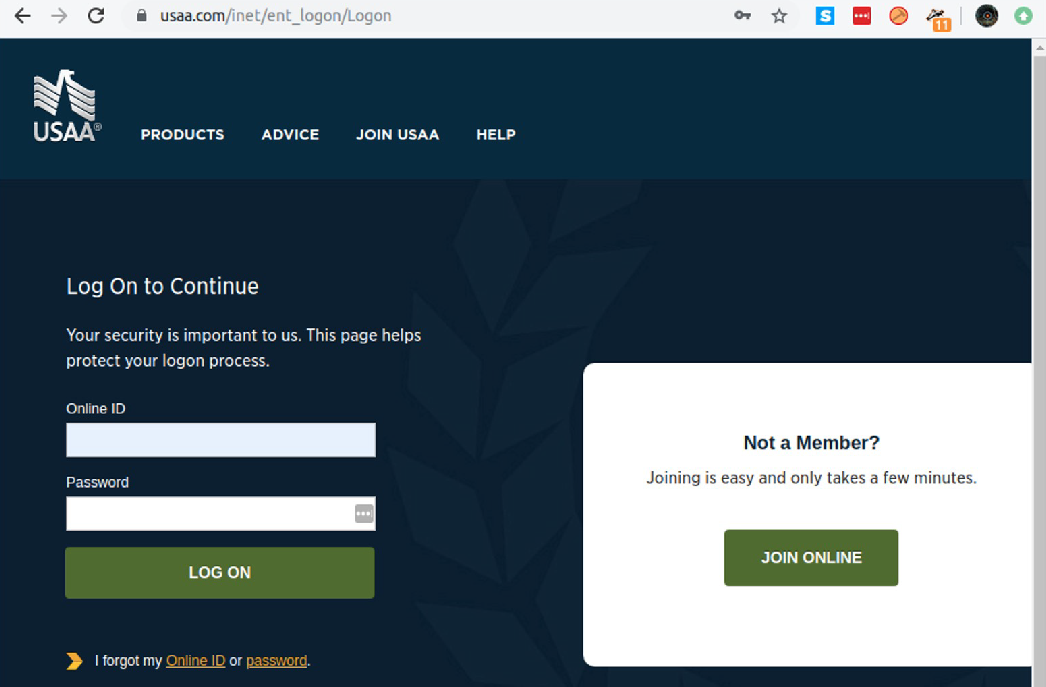 usaa.com/inet/ent_logon/Logon
S
11
USAA®
PRODUCTS
ADVICE
JOIN USAA
HELP
Log On to Continue
Your security is important to us. This page helps
protect your logon process.
Online ID
Password
LOG ON
I forgot my Online ID or password.
Not a Member?
Joining is easy and only takes a few minutes.
JOIN ONLINE